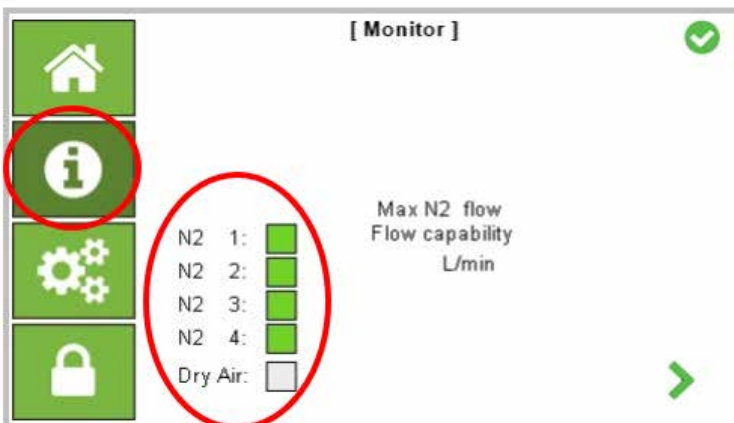 [ Monitor ]
Max N2 flow
Flow capability
L/min
N2 1:
N2 2:
N2 3:
N2 4:
Dry Air: